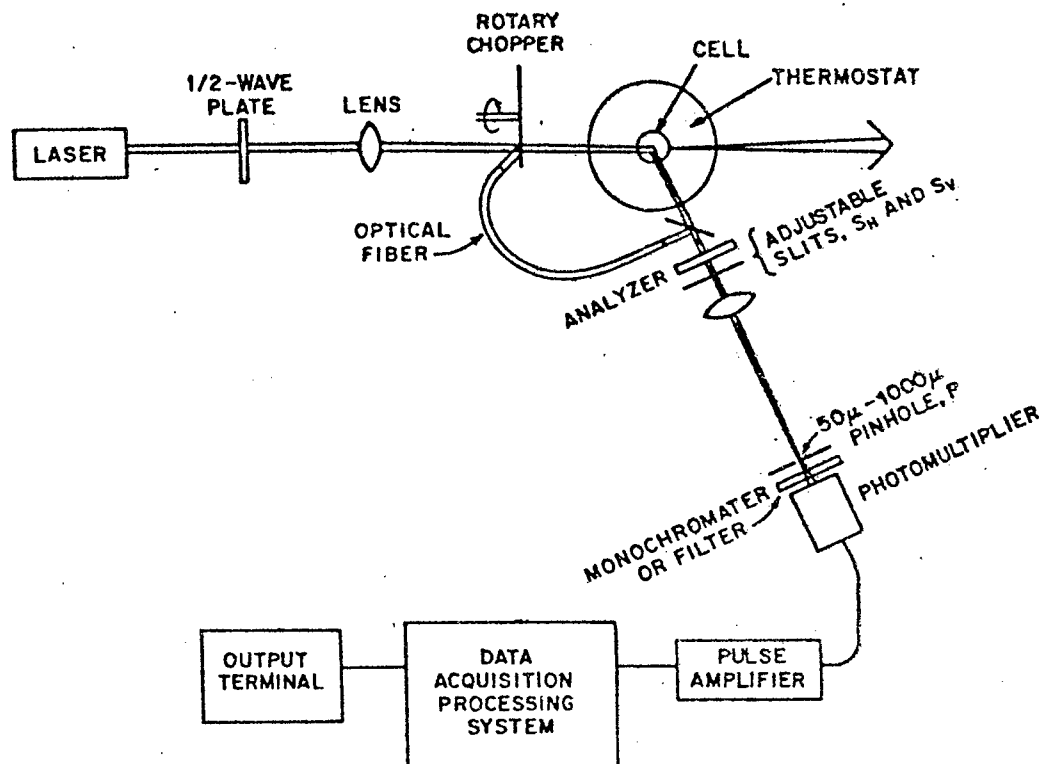 ROTARY
CHOPPER
CELL
THERMOSTAT
1/2-WAVE
PLATE
LENS
LASER
OPTICAL
FIBER
ADJUSTABLE
SLITS, SH AND SV
ANALYZER
50μ-1000μ
PINHOLE, P
PHOTOMULTIPLIER
MONOCHROMATER
OR FILTER
OUTPUT
TERMINAL
DATA
ACQUISITION
PROCESSING
SYSTEM
PULSE
AMPLIFIER